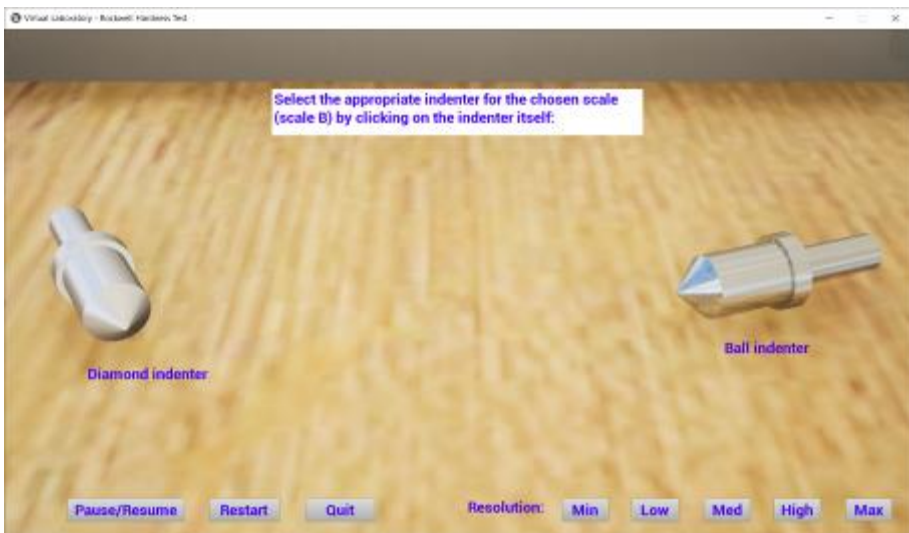 Virtual Laboratory - Rockwell Hardness Test
Select the appropriate indenter for the chosen scale
(scale B) by clicking on the indenter itself:
Ball indenter
Diamond indenter
Pause/Resume Restart Quit Resolution: Min Low Med High Max